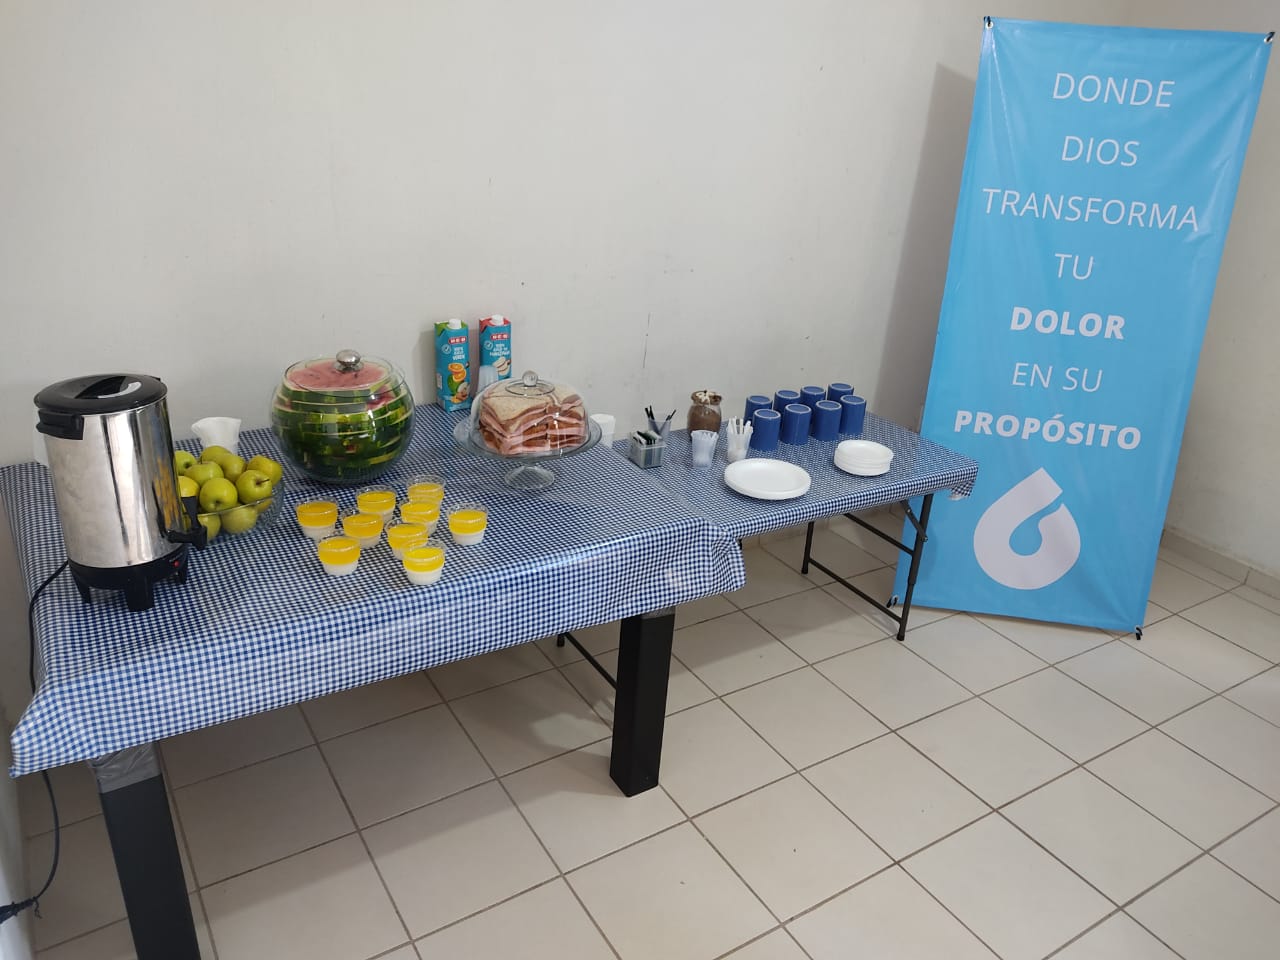 H-E-B
H-E-B
DONDE
DIOS
TRANSFORMA
TU
DOLOR
EN SU
PROPÓSITO